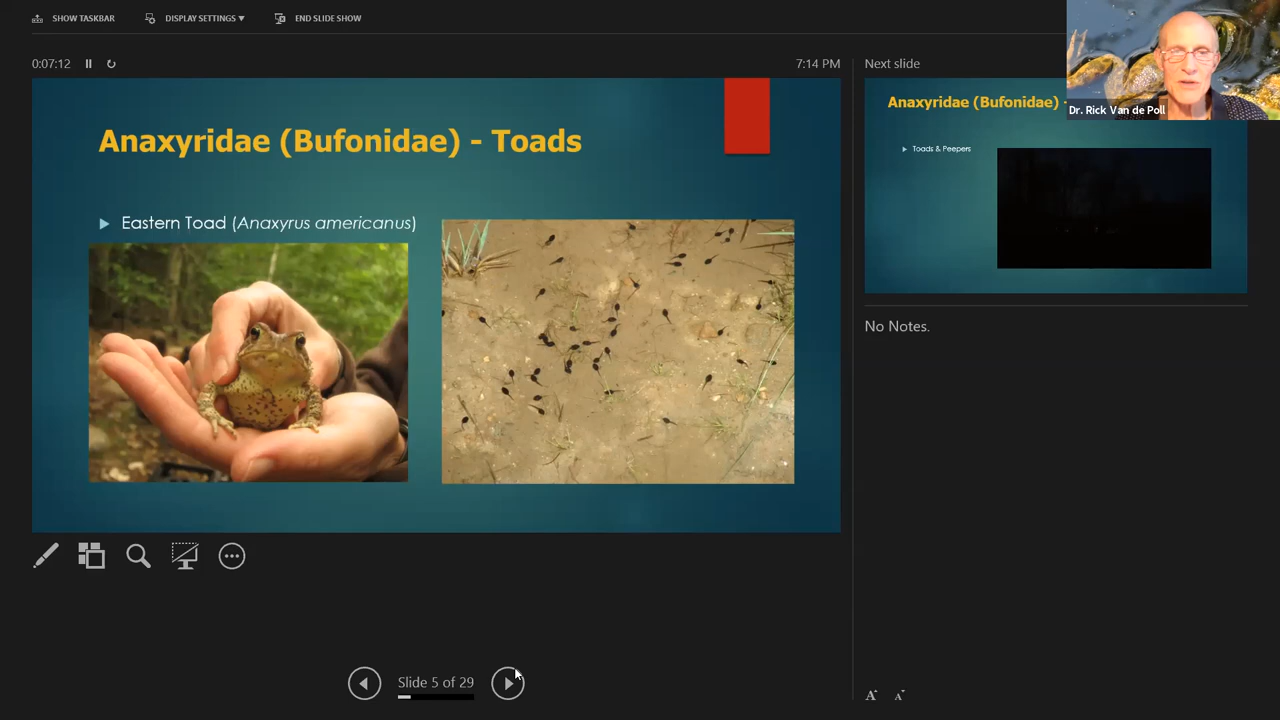 SHOW TASKBAR
DISPLAY SETTINGS ▼
END SLIDE SHOW
0:07:12
7:14 PM
Anaxyridae (Bufonidae) - Toads
Eastern Toad (Anaxyrus americanus)
Slide 5 of 29
Next slide
Anaxyridae (Bufonidae) -
Toads & Peepers
Dr. Rick Van de Poll
No Notes.
A A